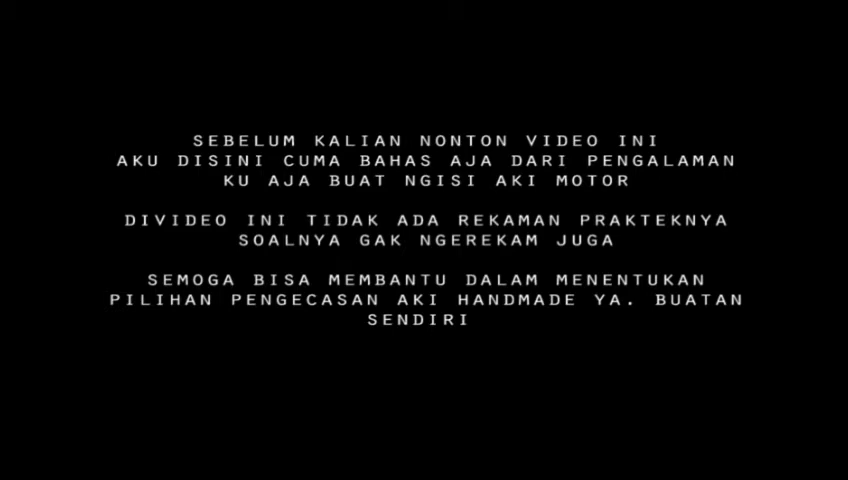 SEBELUM KALIAN NONTON VIDEO INI
AKU DISINI CUMA BAHAS AJA DARI PENGALAMAN
KU AJA BUAT NGISI AKI MOTOR
DIVIDEO INI TIDAK ADA REKAMAN PRAKTEKNYA
SOALNYA GAK NGEREKAM JUGA
SEMOGA BISA MEMBANTU DALAM MENENTUKAN
PILIHAN PENGECASAN AKI HANDMADE YA. BUATAN
SENDIRI